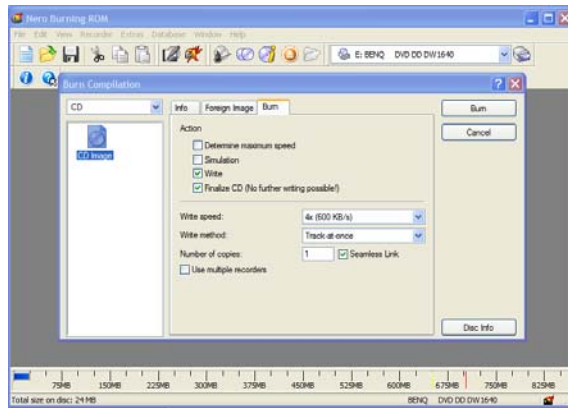 Nero Burning ROM
File Edit View Recorder Extras Database Window Help
E: BENQ DVD DD DW1640
Burn Compilation
CD
Info Foreign Image Burn
Burn
Cancel
CD Image
Action
Determine maximum speed
Simulation
Write
Finalize CD (No further writing possible!)
Write speed: 4x (600 KB/s)
Write method: Track-at-once
Number of copies: 1 Seamless Link
Use multiple recorders
Disc Info
75MB 150MB 225MB 300MB 375MB 450MB 525MB 600MB 675MB 750MB 825MB
Total size on disc: 24 MB BENQ DVD DD DW1640